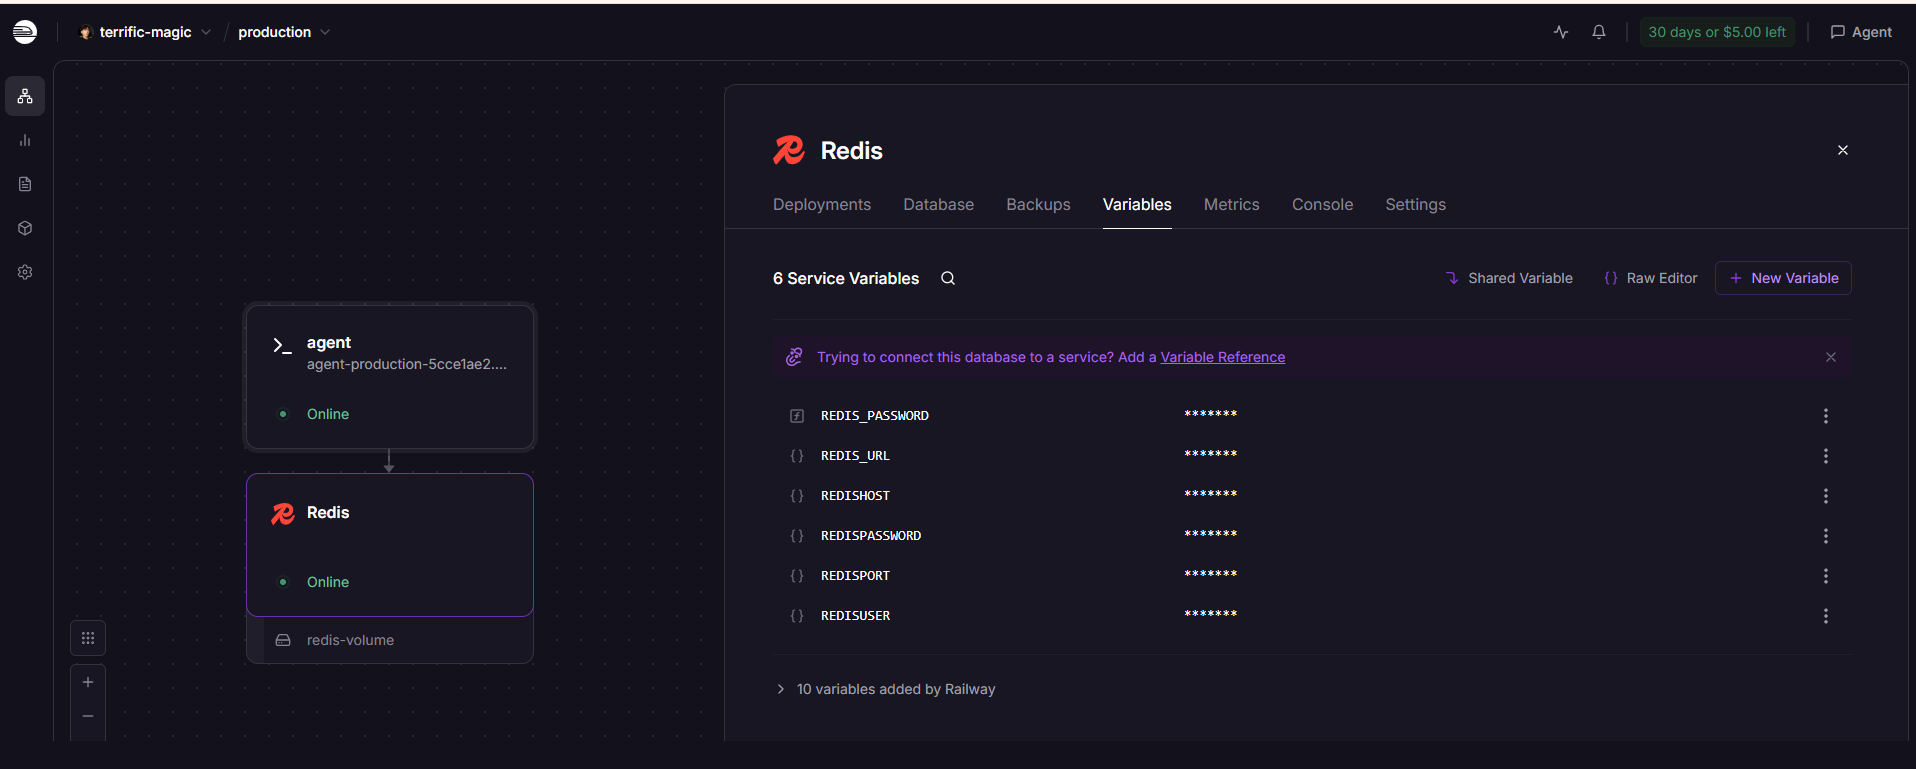 terrific-magic / production
30 days or $5.00 left
Agent
agent
agent-production-5cce1ae2....
Online
Redis
Online
redis-volume
Redis
Deployments Database Backups Variables Metrics Console Settings
6 Service Variables
Shared Variable
{} Raw Editor
+ New Variable
Trying to connect this database to a service? Add a Variable Reference
REDIS_PASSWORD *******
{} REDIS_URL *******
{} REDISHOST *******
{} REDISPASSWORD *******
{} REDISPORT *******
{} REDISUSER *******
10 variables added by Railway